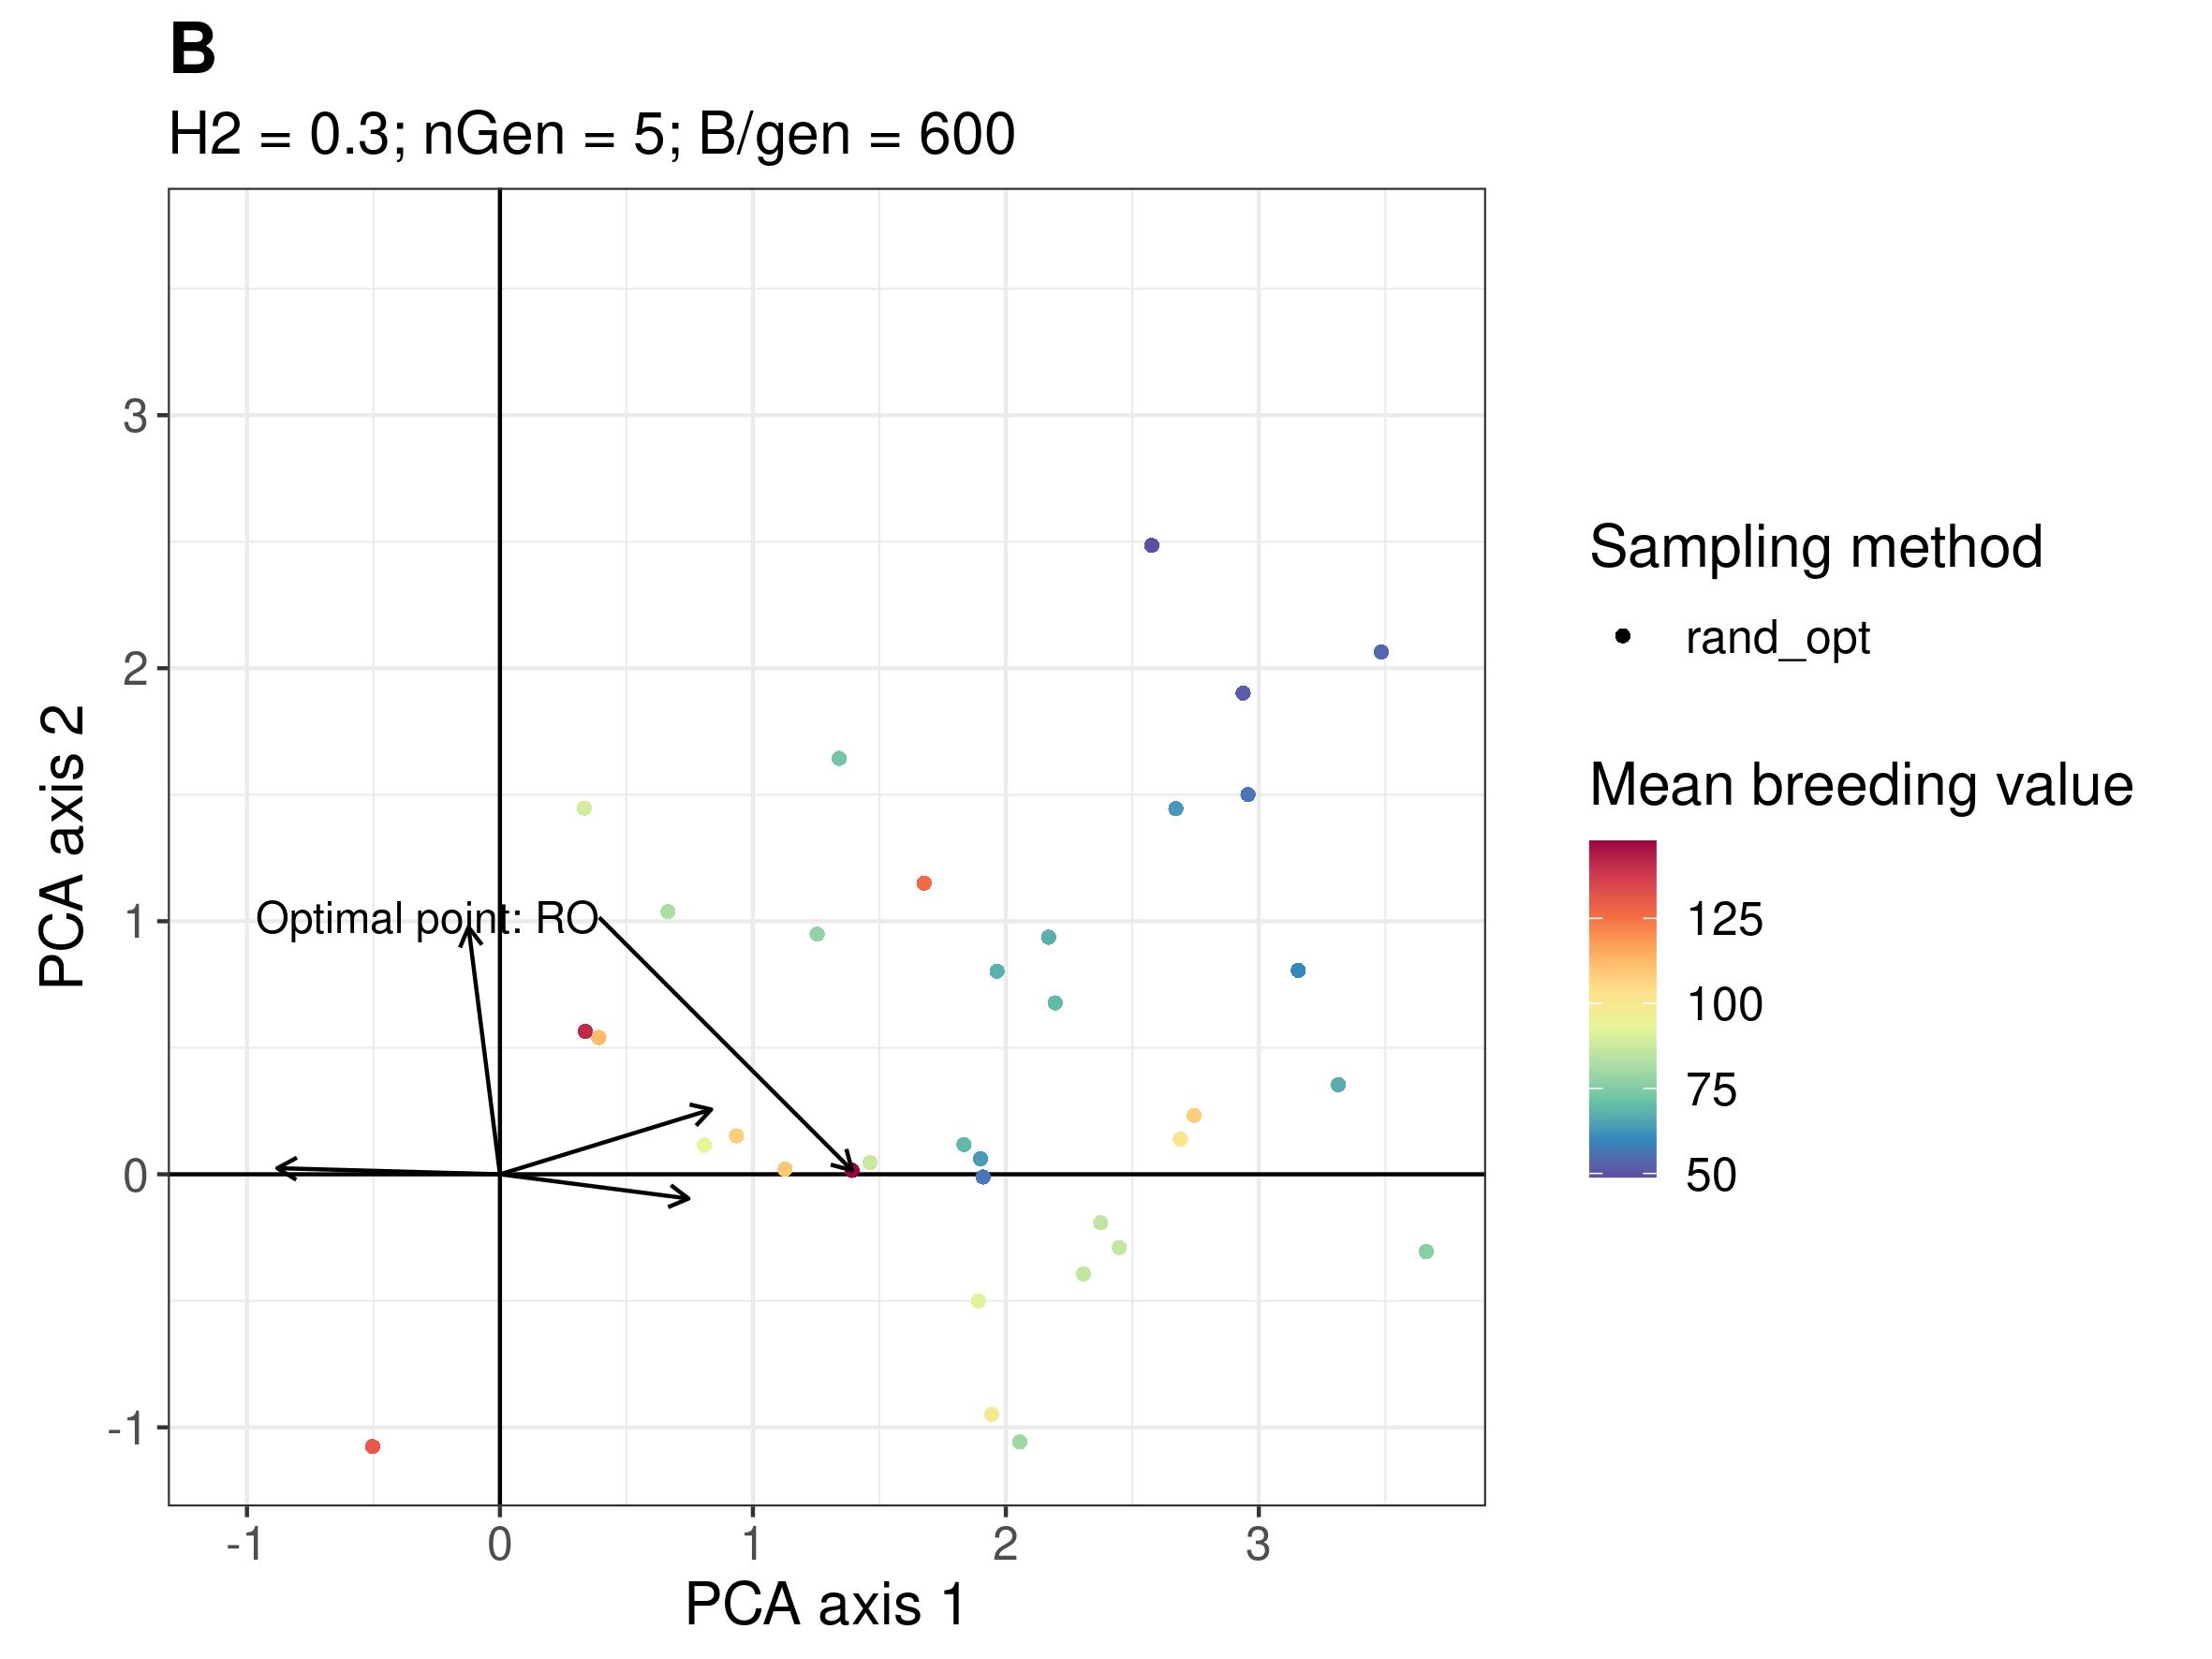 B
H2 = 0.3; nGen = 5; B/gen = 600
PCA axis 2
3
2
1
0
-1
Optimal point: RO
-1
0
1
2
3
PCA axis 1
Sampling method
rand_opt
Mean breeding value
125
100
75
50